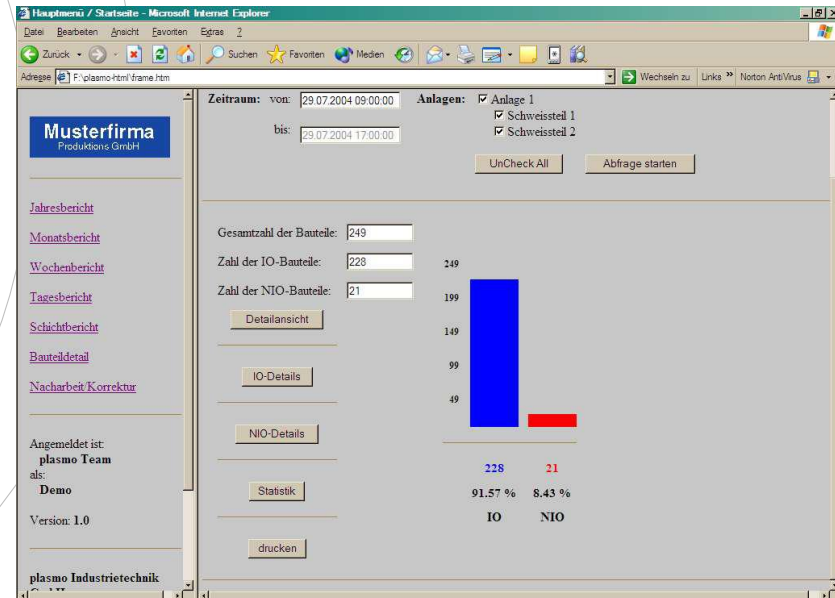 Hauptmenü / Startseite - Microsoft Internet Explorer
Datei Bearbeiten Ansicht Favoriten Extras ?
Zurück Suchen Favoriten Medien
Adresse F:\plasmo-html\frame.htm Wechseln zu Links » Norton AntiVirus
Musterfirma
Produktions GmbH
Jahresbericht
Monatsbericht
Wochenbericht
Tagesbericht
Schichtbericht
Bauteildetail
Nacharbeit/Korrektur
Angemeldet ist:
plasmo Team
als:
Demo
Version: 1.0
plasmo Industrietechnik
Zeitraum: von: 29.07.2004 09:00:00 Anlagen: Anlage 1
Schweissteil 1
bis: 29.07.2004 17:00:00 Schweissteil 2
UnCheck All Abfrage starten
Gesamtzahl der Bauteile: 249
Zahl der IO-Bauteile: 228
Zahl der NIO-Bauteile: 21
Detailansicht
IO-Details
NIO-Details
Statistik
drucken
249
199
149
99
49
228 21
91.57 % 8.43 %
IO NIO